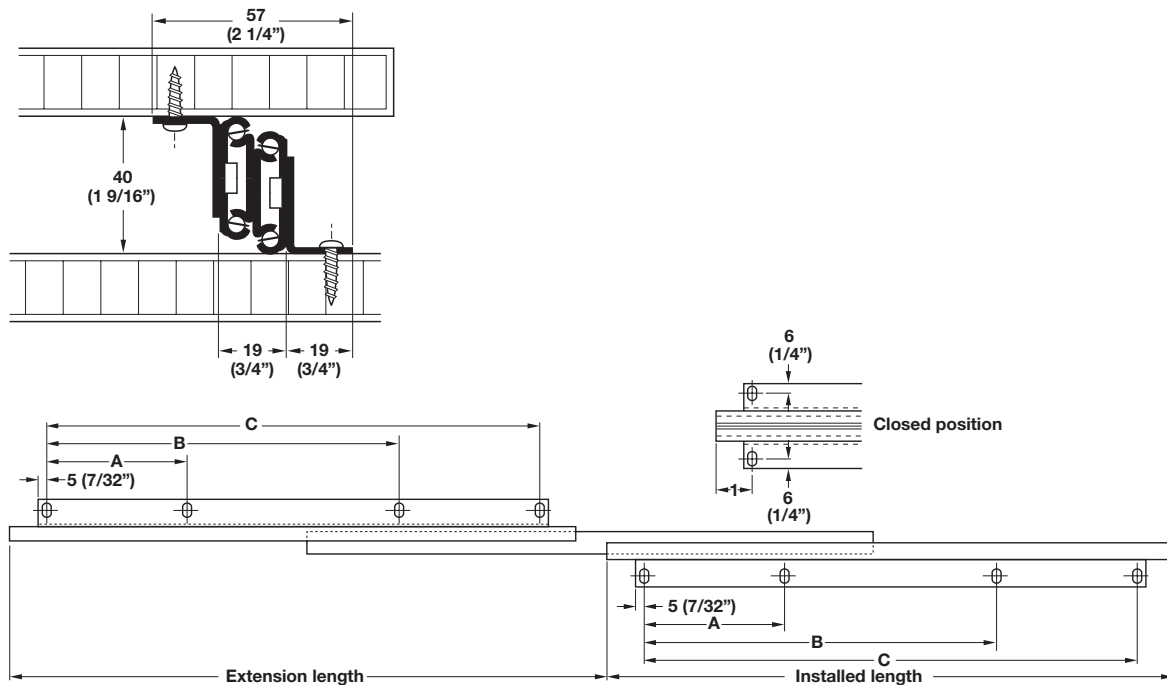 57
(2 1/4”)
40
(1 9/16”)
19
(3/4”)
19
(3/4”)
6
(1/4”)
Closed position
1
6
(1/4”)
C
B
A
5 (7/32”)
5 (7/32”)
A
B
C
Extension length
Installed length